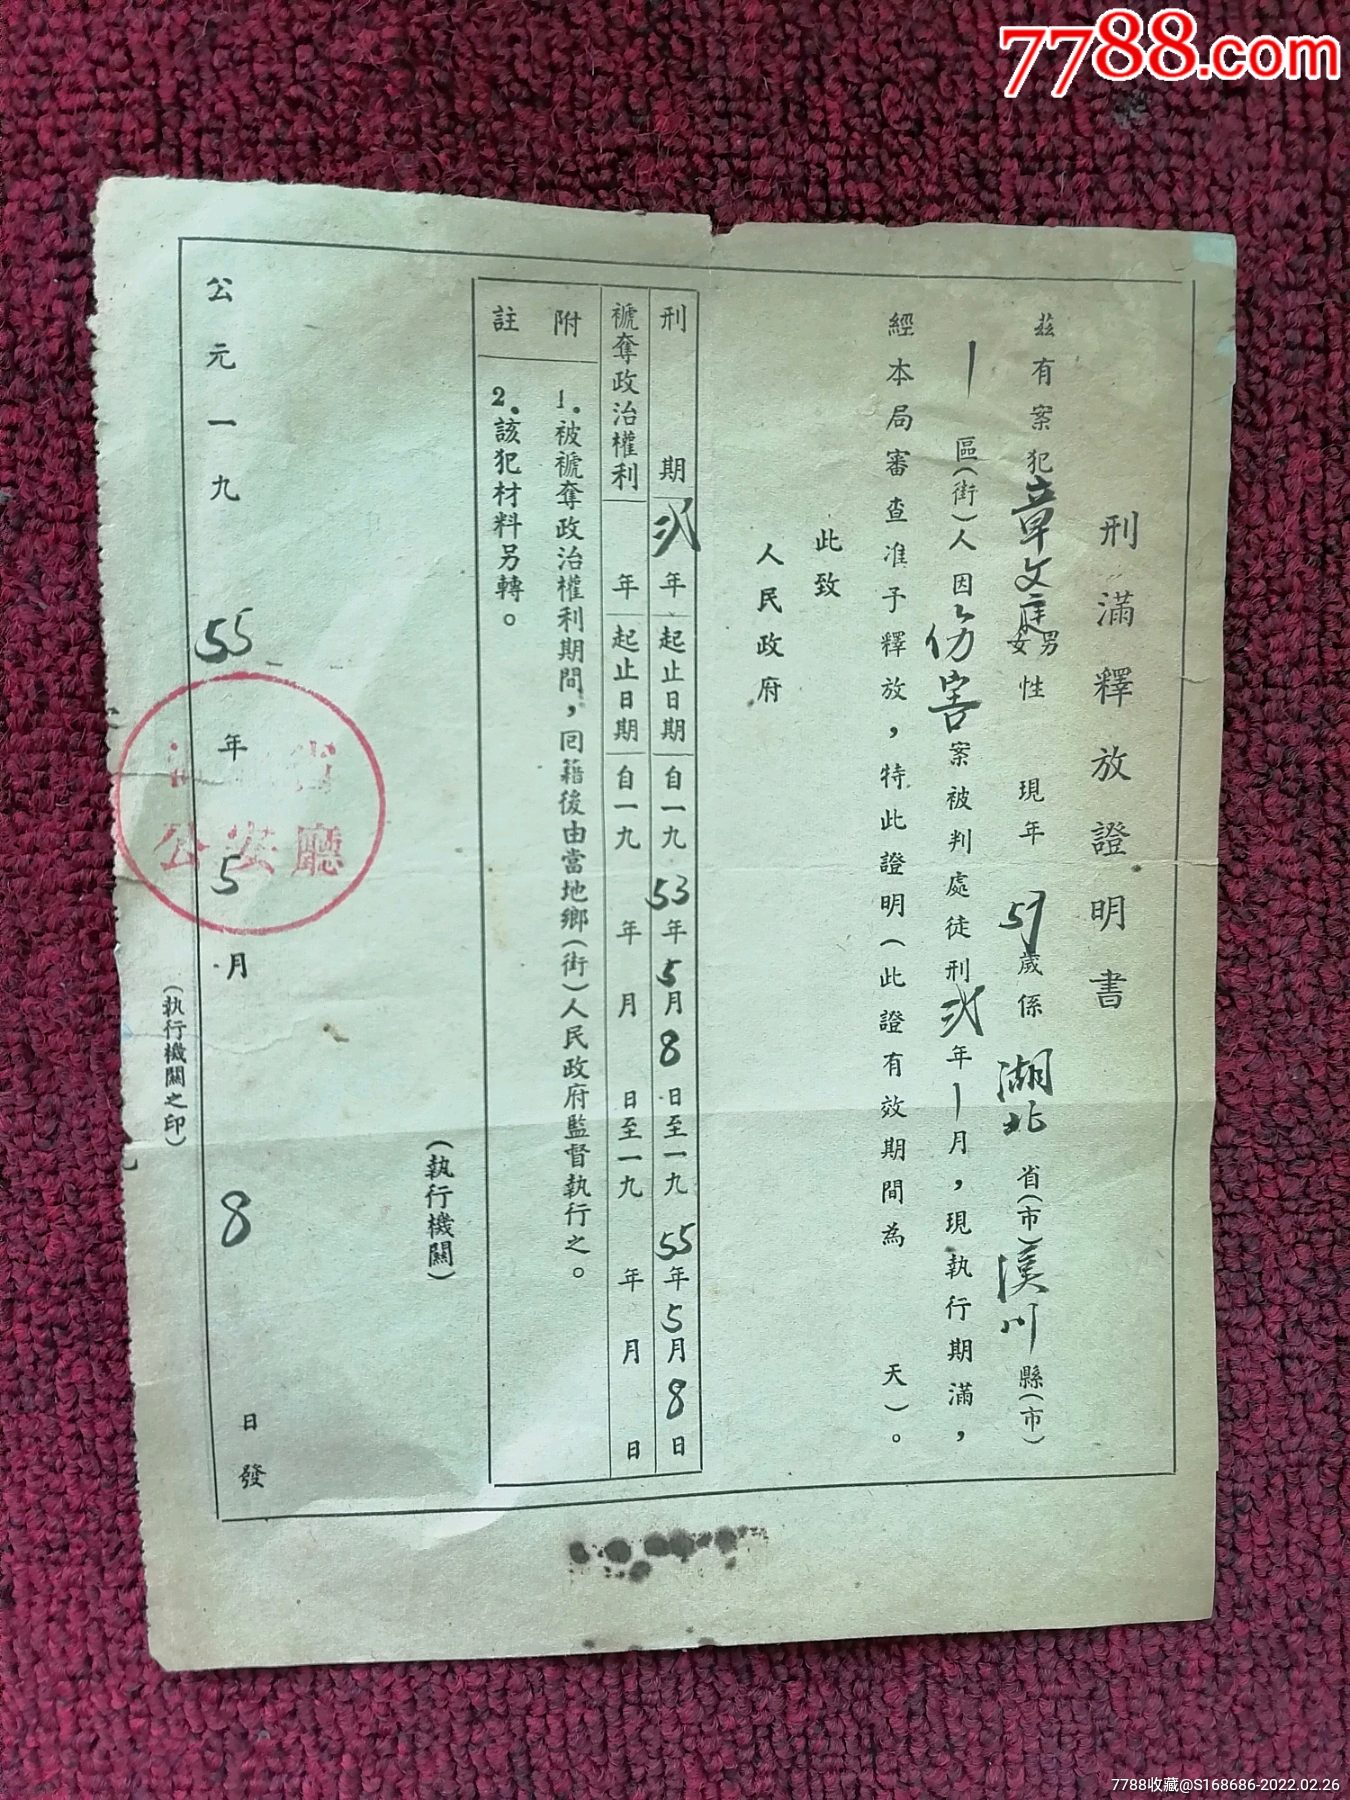 7788.com
刑滿釋放證明書
茲有案犯章文庭男女性 現年59歲係湖北省(市)漢川縣(市)
一區(街)人因伤害案被判處徒刑弍年一月,現執行期滿,
經本局審查准予釋放,特此證明(此證有效期間為 天)。
此致
人民政府
刑期弍年起止日期自一九53年5月8日至一九55年5月8日
褫奪政治權利 年起止日期自一九 年 月 日至一九 年 月 日
附註
1.被褫奪政治權利期間,回籍後由當地鄉(街)人民政府監督執行之。
2.該犯材料另轉。
(執行機關)
公元一九55年5月8日發
(執行機關之印)
省
公安廳
7788收藏@S168686-2022.02.26